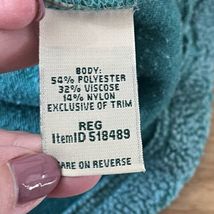 BODY:
54% POLYESTER
32% VISCOSE
14% NYLON
EXCLUSIVE OF TRIM
REG
ItemID 518489
CARE ON REVERSE